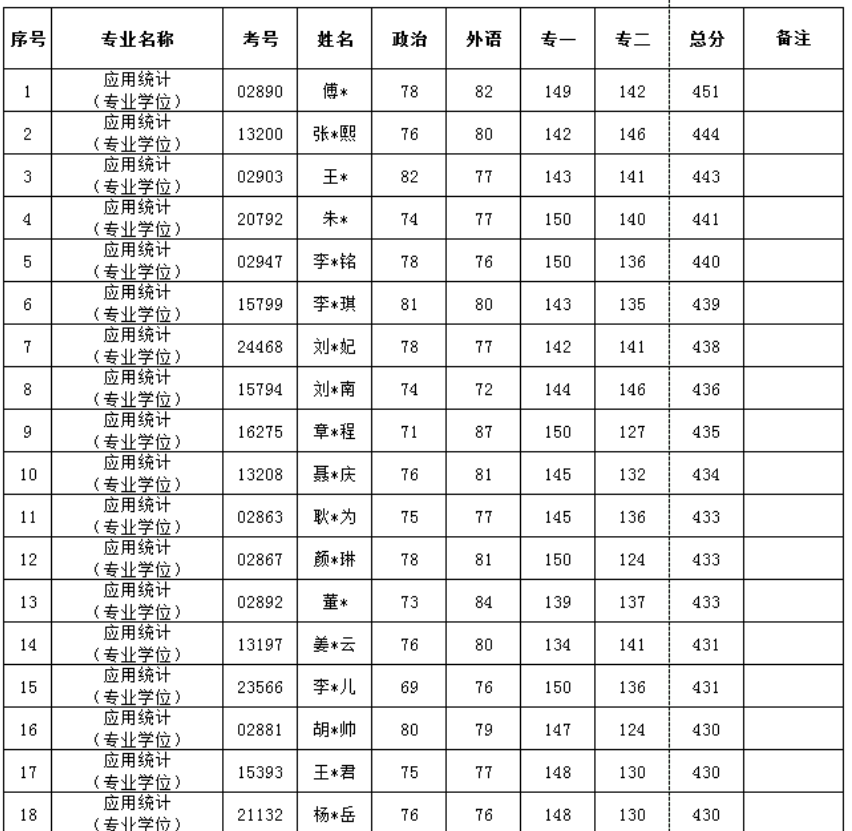 序号 专业名称 考号 姓名 政治 外语 专一 专二 总分 备注
1 应用统计 （专业学位） 02890 傅* 78 82 149 142 451
2 应用统计 （专业学位） 13200 张*熙 76 80 142 146 444
3 应用统计 （专业学位） 02903 王* 82 77 143 141 443
4 应用统计 （专业学位） 20792 朱* 74 77 150 140 441
5 应用统计 （专业学位） 02947 李*铭 78 76 150 136 440
6 应用统计 （专业学位） 15799 李*琪 81 80 143 135 439
7 应用统计 （专业学位） 24468 刘*妃 78 77 142 141 438
8 应用统计 （专业学位） 15794 刘*南 74 72 144 146 436
9 应用统计 （专业学位） 16275 章*程 71 87 150 127 435
10 应用统计 （专业学位） 13208 聂*庆 76 81 145 132 434
11 应用统计 （专业学位） 02863 耿*为 75 77 145 136 433
12 应用统计 （专业学位） 02867 颜*琳 78 81 150 124 433
13 应用统计 （专业学位） 02892 董* 73 84 139 137 433
14 应用统计 （专业学位） 13197 姜*云 76 80 134 141 431
15 应用统计 （专业学位） 23566 李*儿 69 76 150 136 431
16 应用统计 （专业学位） 02881 胡*帅 80 79 147 124 430
17 应用统计 （专业学位） 15393 王*君 75 77 148 130 430
18 应用统计 （专业学位） 21132 杨*岳 76 76 148 130 430